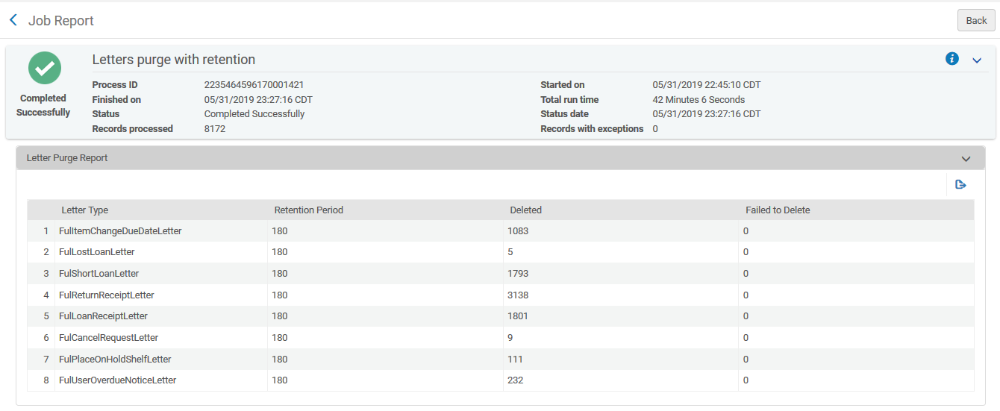 Job Report
Back
Letters purge with retention
Completed Successfully
Process ID 2235464596170001421 Started on 05/31/2019 22:45:10 CDT
Finished on 05/31/2019 23:27:16 CDT Total run time 42 Minutes 6 Seconds
Status Completed Successfully Status date 05/31/2019 23:27:16 CDT
Records processed 8172 Records with exceptions 0
Letter Purge Report
Letter Type Retention Period Deleted Failed to Delete
1 FulItemChangeDueDateLetter 180 1083 0
2 FulLostLoanLetter 180 5 0
3 FulShortLoanLetter 180 1793 0
4 FulReturnReceiptLetter 180 3138 0
5 FulLoanReceiptLetter 180 1801 0
6 FulCancelRequestLetter 180 9 0
7 FulPlaceOnHoldShelfLetter 180 111 0
8 FulUserOverdueNoticeLetter 180 232 0